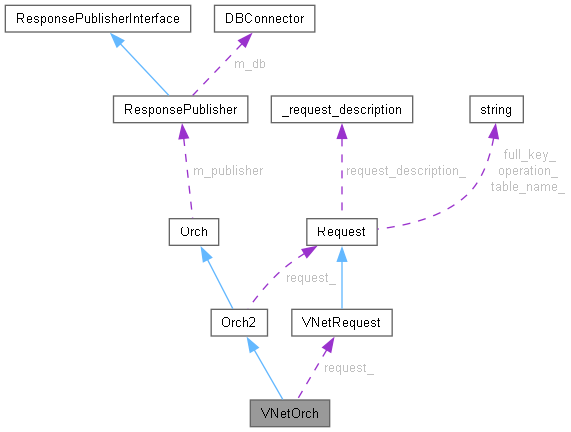 ResponsePublisherInterface
DBConnector
m_db
ResponsePublisher
_request_description
string
m_publisher
request_description_
full_key_
operation_
table_name_
Orch
Request
request_
Orch2
VNetRequest
request_
VNetOrch